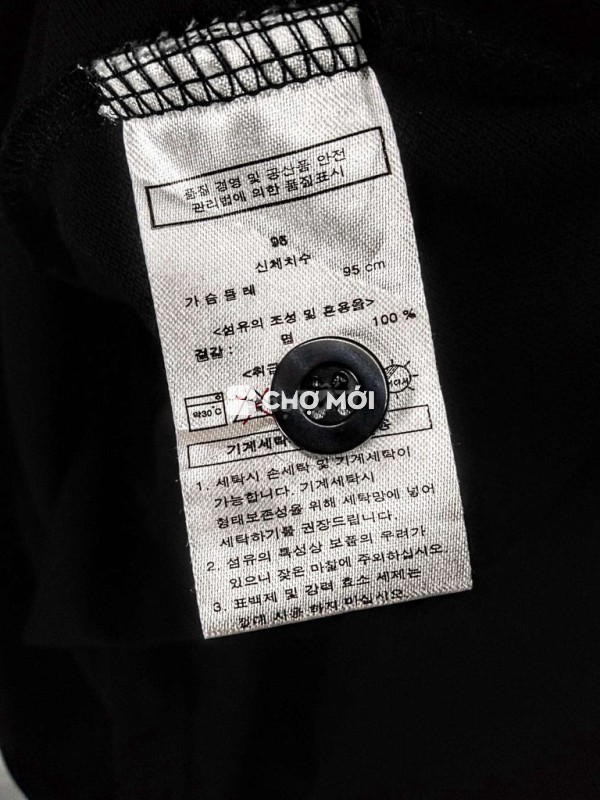 품질 경영 및 공산품 안전
관리법에 의한 품질표시
95
신체치수
가슴둘레 95 cm
<섬유의 조성 및 혼용율>
겉감 : 면 100 %
<취급
약30°C
CHỢ MỚI
기계세탁
1. 세탁시 손세탁 및 기계세탁이
가능합니다. 기계세탁시
형태보존성을 위해 세탁망에 넣어
세탁하기를 권장드립니다.
2. 섬유의 특성상 보풀의 우려가
있으니 잦은 마찰에 주의하십시오.
3. 표백제 및 강력 효소 세제는
절대 사용 하지 마십시오.